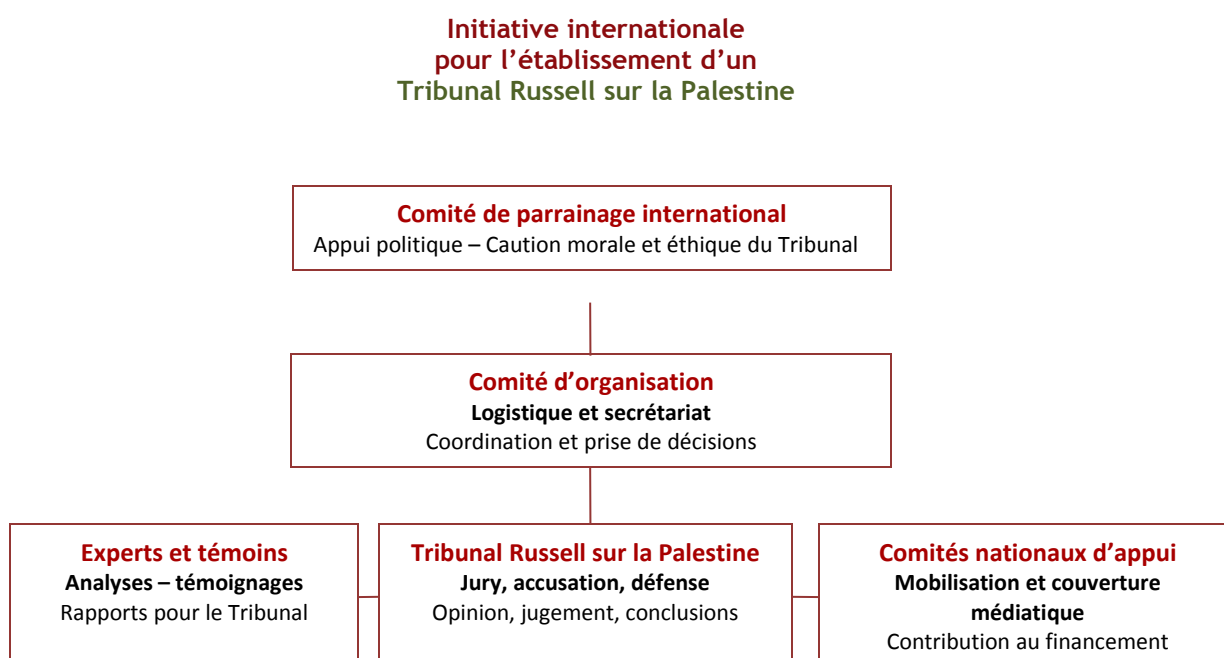 Initiative internationale
pour l’établissement d’un
Tribunal Russell sur la Palestine
Comité de parrainage international
Appui politique – Caution morale et éthique du Tribunal
Comité d’organisation
Logistique et secrétariat
Coordination et prise de décisions
Experts et témoins
Analyses – témoignages
Rapports pour le Tribunal
Tribunal Russell sur la Palestine
Jury, accusation, défense
Opinion, jugement, conclusions
Comités nationaux d’appui
Mobilisation et couverture
médiatique
Contribution au financement